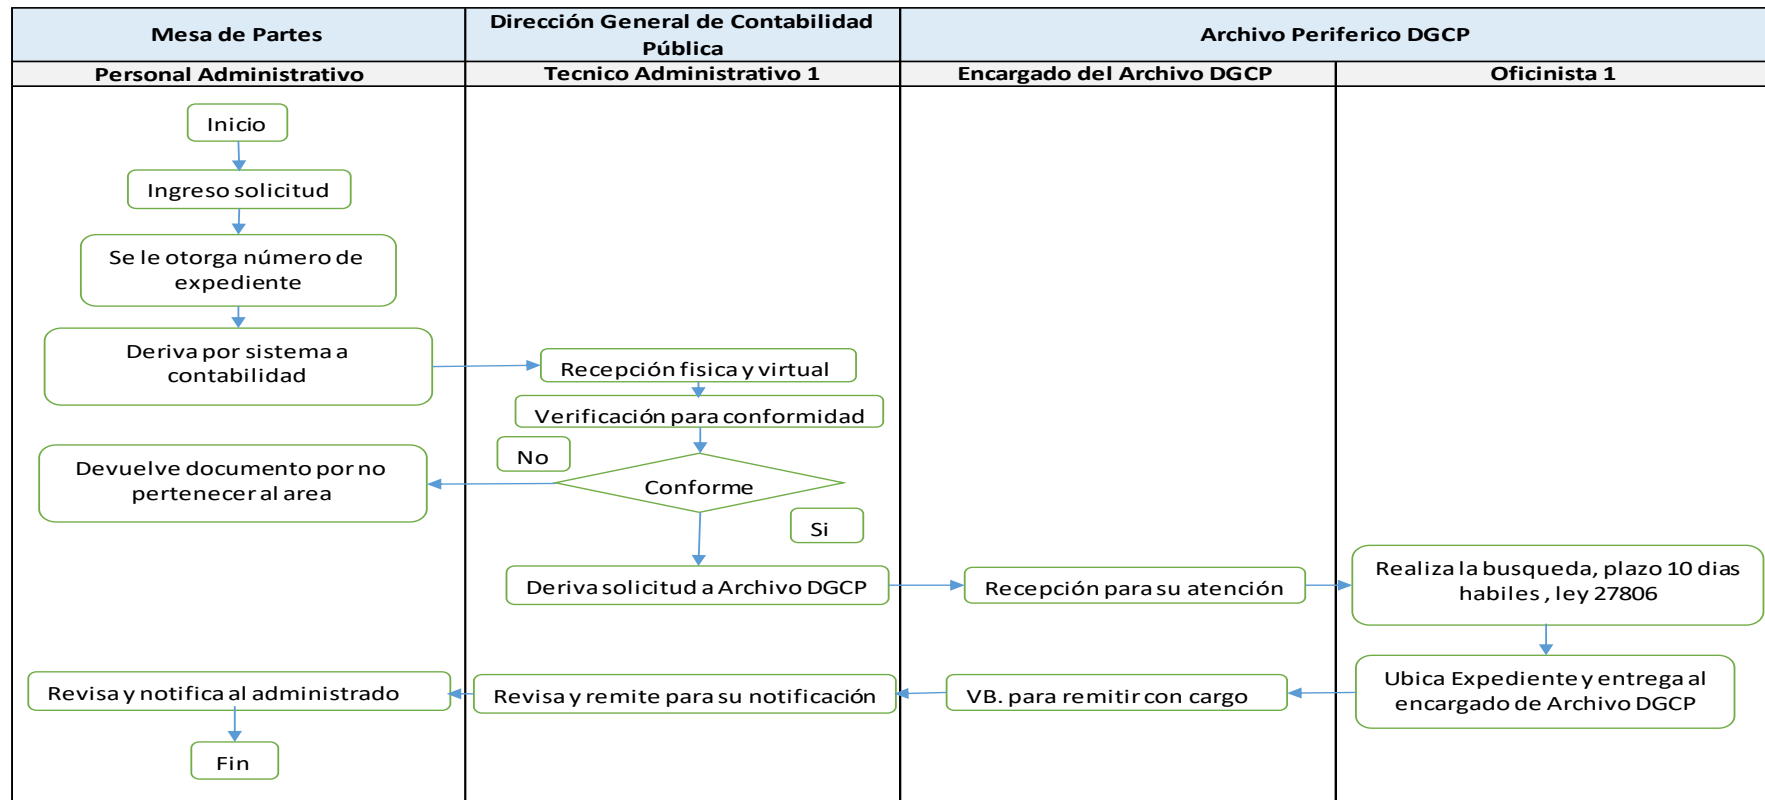 Mesa de Partes
Dirección General de Contabilidad
Pública
Archivo Periferico DGCP
Personal Administrativo
Tecnico Administrativo 1
Encargado del Archivo DGCP
Oficinista 1
Inicio
Ingreso solicitud
Se le otorga número de
expediente
Deriva por sistema a
contabilidad
Recepción fisica y virtual
Verificación para conformidad
No
Devuelve documento por no
pertenecer al area
Conforme
Si
Deriva solicitud a Archivo DGCP
Recepción para su atención
Realiza la busqueda, plazo 10 dias
habiles , ley 27806
Ubica Expediente y entrega al
encargado de Archivo DGCP
VB. para remitir con cargo
Revisa y remite para su notificación
Revisa y notifica al administrado
Fin